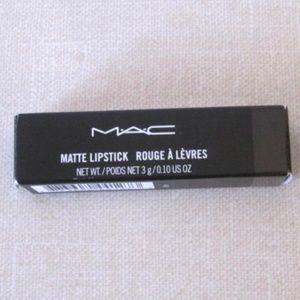 M·A·C
MATTE LIPSTICK ROUGE À LÈVRES
NET WT. / POIDS NET 3 g / 0.10 US OZ